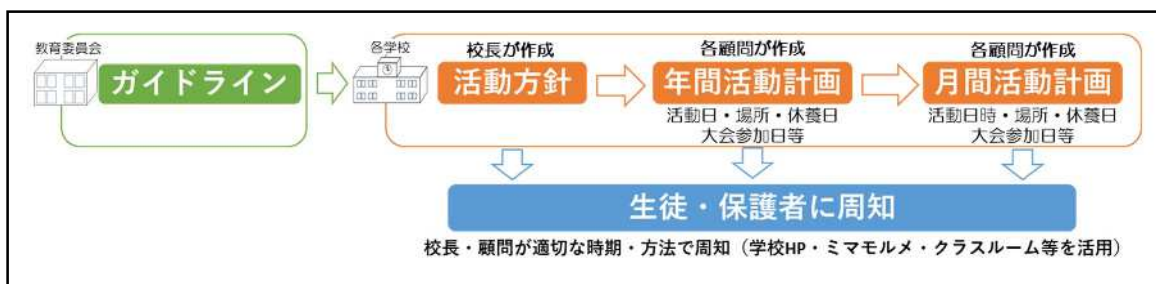 教育委員会
ガイドライン
各学校
校長が作成
活動方針
各顧問が作成
年間活動計画
活動日・場所・休養日
大会参加日等
各顧問が作成
月間活動計画
活動日時・場所・休養日
大会参加日等
生徒・保護者に周知
校長・顧問が適切な時期・方法で周知（学校HP・ミマモルメ・クラスルーム等を活用）